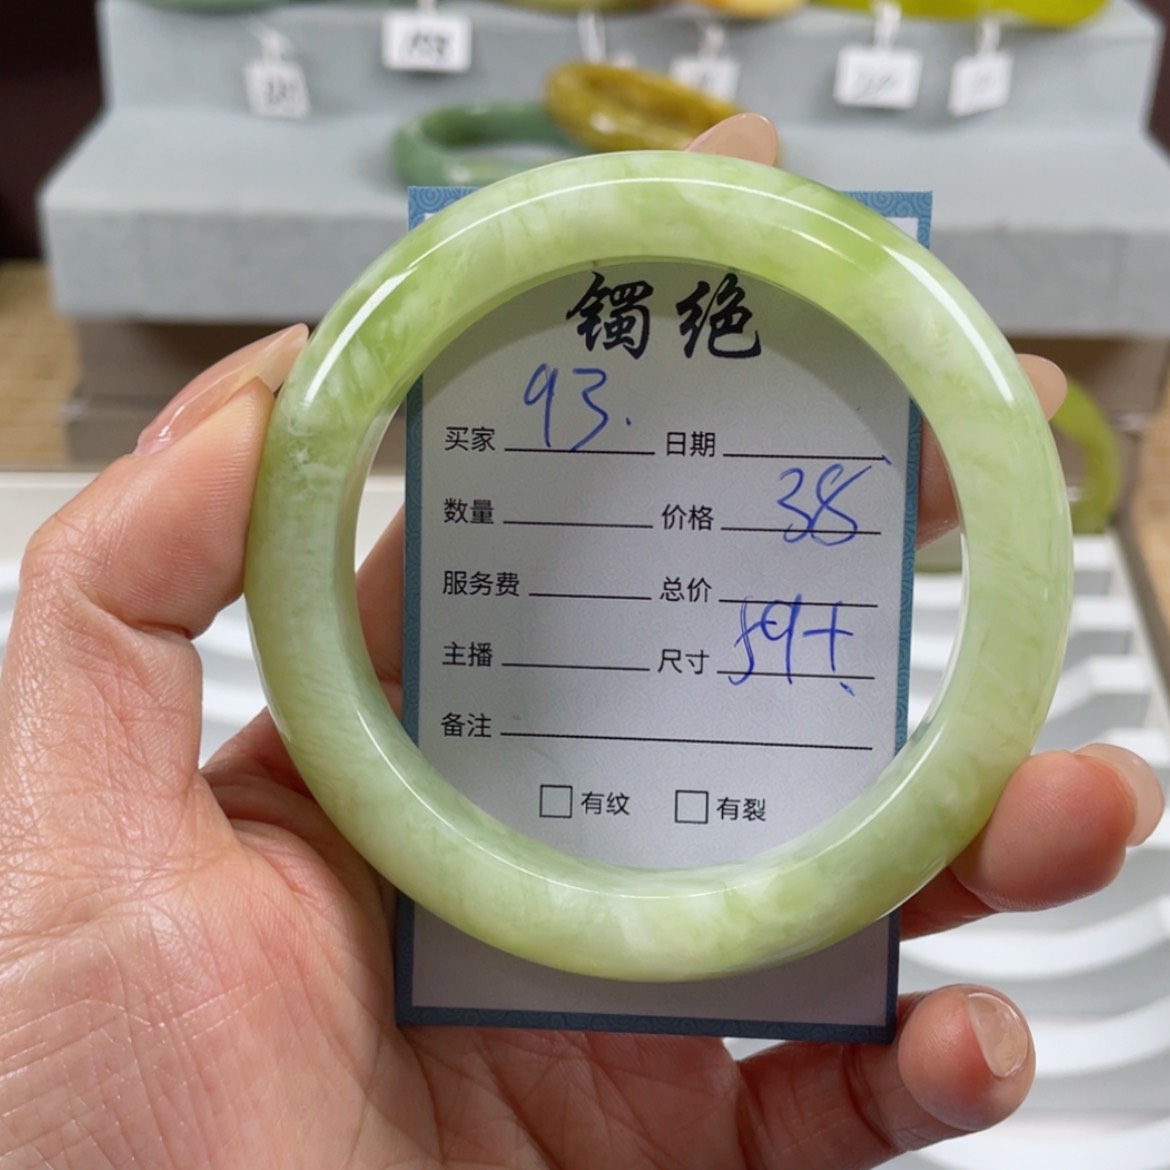 镯绝
买家 93. 日期
数量 价格 38
服务费 总价
主播 尺寸 59+
备注
□有纹 □有裂